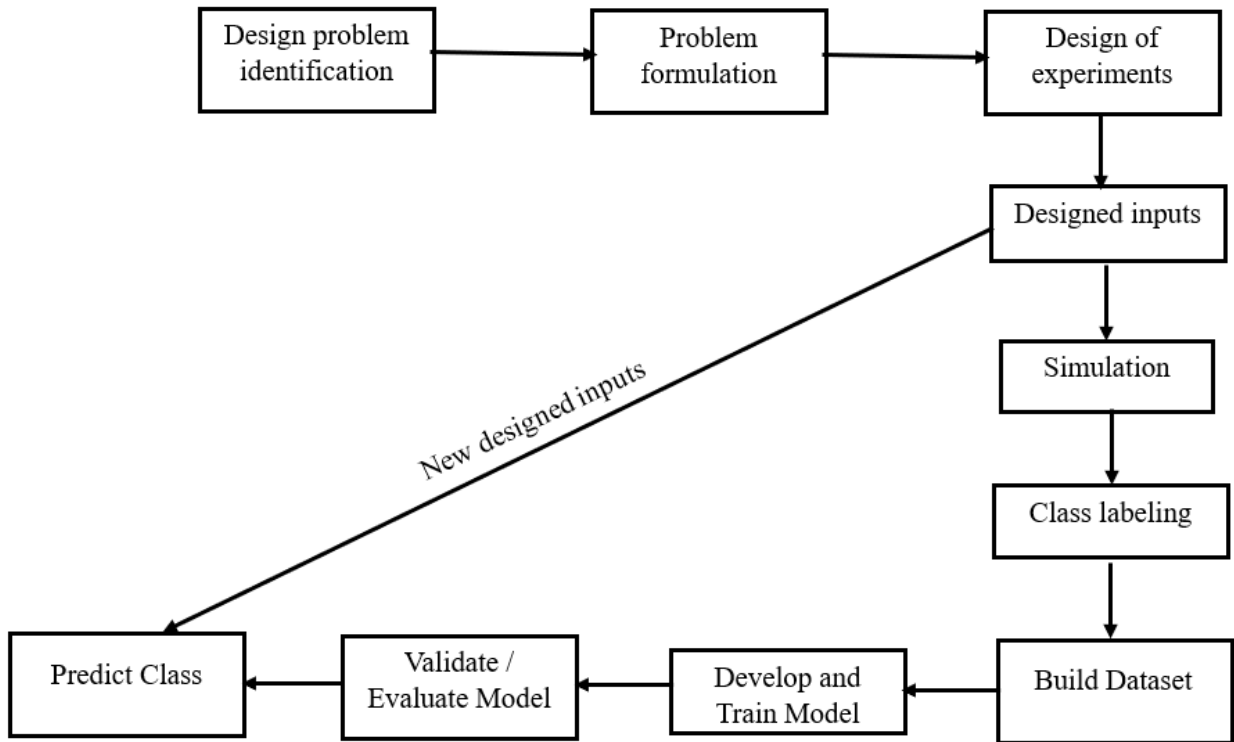 Design problem
identification
Problem
formulation
Design of
experiments
Designed inputs
Simulation
New designed inputs
Class labeling
Predict Class
Validate /
Evaluate Model
Develop and
Train Model
Build Dataset